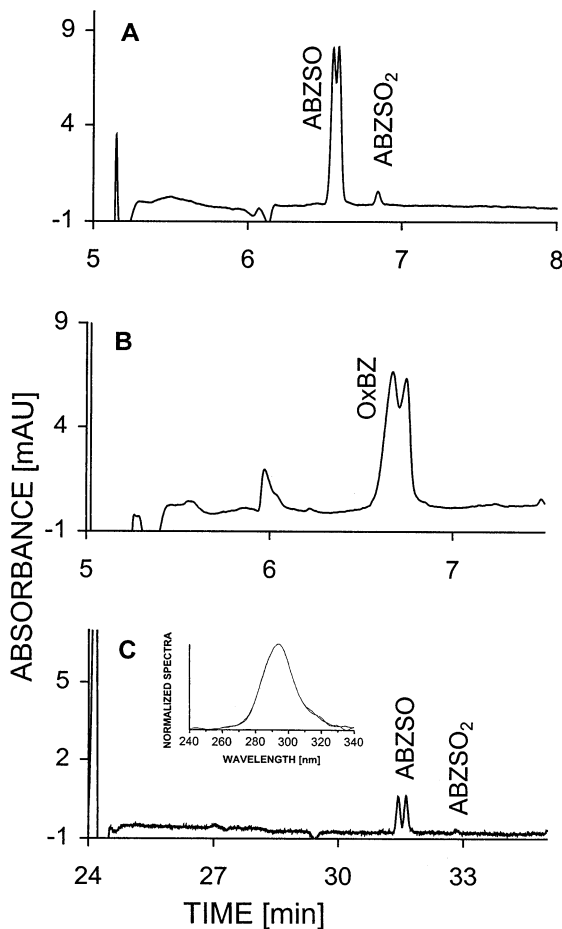 9
A
ABZSO
ABZSO₂
4
-1
5 6 7 8
9
B
OxBZ
4
-1
5 6 7
ABSORBANCE [mAU]
C
NORMALIZED SPECTRA
240 260 280 300 320 340
WAVELENGTH [nm]
ABZSO
ABZSO₂
5
2
-1
24 27 30 33
TIME [min]